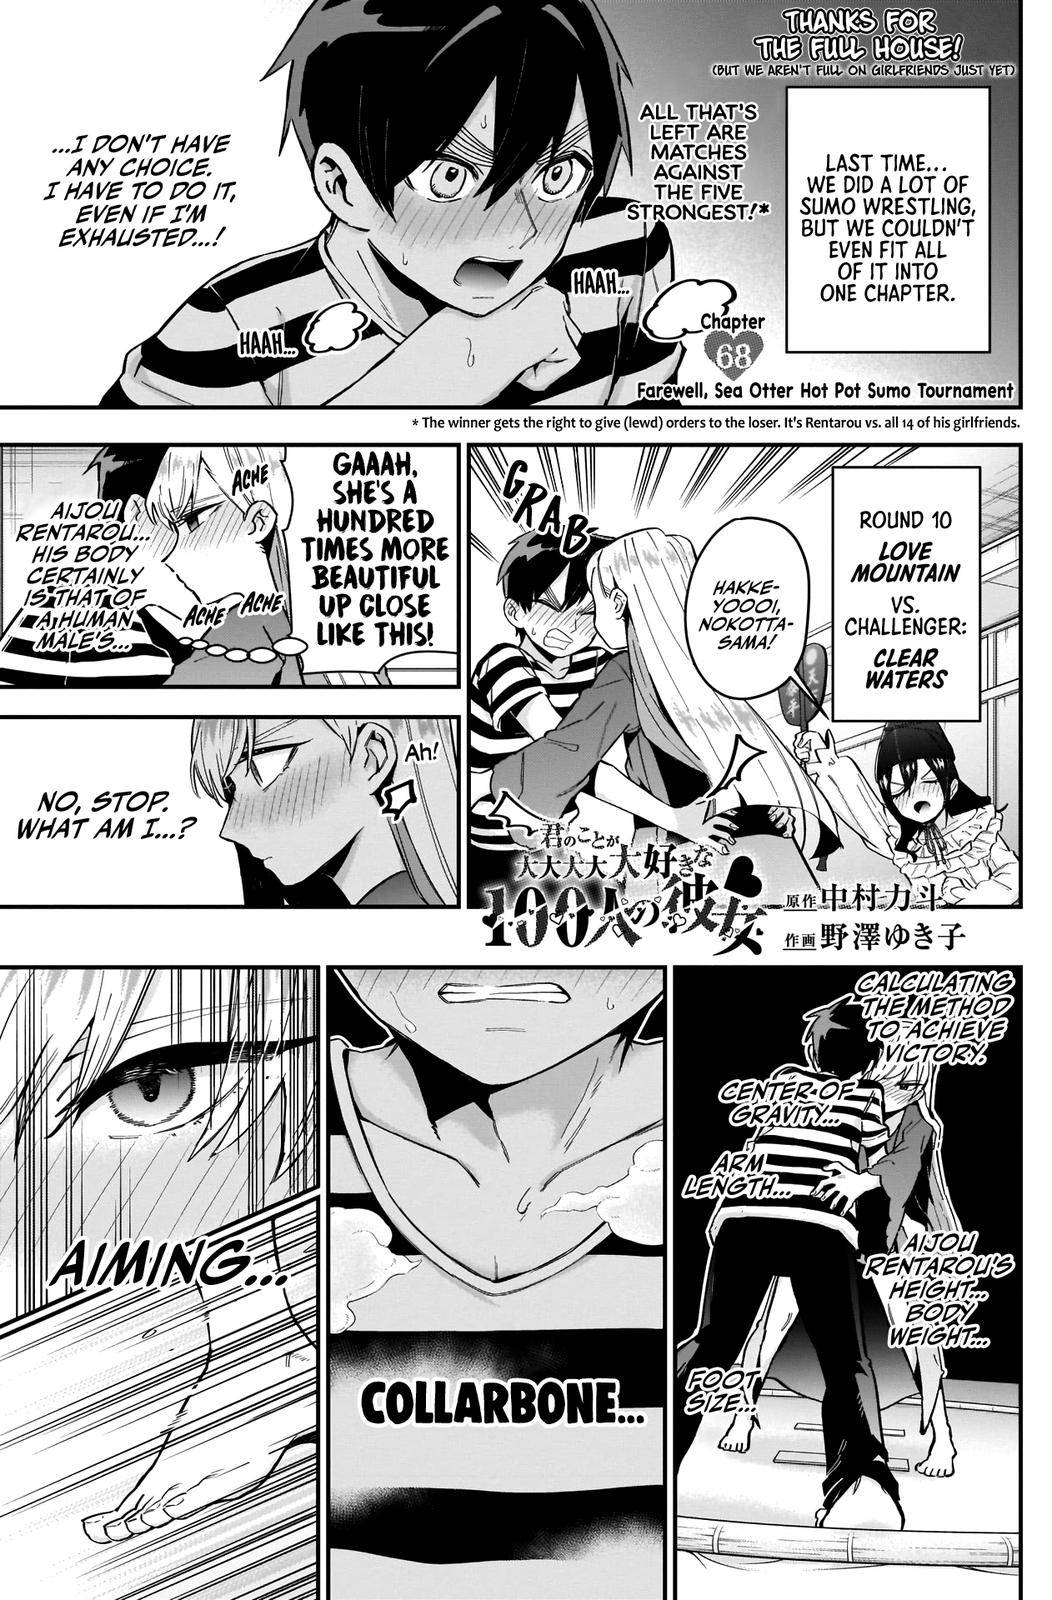 THANKS FOR
THE FULL HOUSE!
(BUT WE AREN'T FULL ON GIRLFRIENDS JUST YET)
LAST TIME...
WE DID A LOT OF
SUMO WRESTLING,
BUT WE COULDN'T
EVEN FIT ALL
OF IT INTO
ONE CHAPTER.
ALL THAT'S
LEFT ARE
MATCHES
AGAINST
THE FIVE
STRONGEST!*
...I DON'T HAVE
ANY CHOICE.
I HAVE TO DO IT,
EVEN IF I'M
EXHAUSTED...!
HAAH...
HAAH...
Chapter
68
Farewell, Sea Otter Hot Pot Sumo Tournament
* The winner gets the right to give (lewd) orders to the loser. It's Rentarou vs. all 14 of his girlfriends.
ROUND 10
LOVE
MOUNTAIN
VS.
CHALLENGER:
CLEAR
WATERS
GRAB
HAKKE-
YOOOI,
NOKOTTA-
SAMA!
君のことが
大大大大大好きな
100人の彼女
原作 中村力斗
作画 野澤ゆき子
GAAAH,
SHE'S A
HUNDRED
TIMES MORE
BEAUTIFUL
UP CLOSE
LIKE THIS!
ACHE
ACHE
ACHE
AIJOU
RENTAROU...
HIS BODY
CERTAINLY
IS THAT OF
A HUMAN
MALE'S...
Ah!
NO, STOP.
WHAT AM I...?
CALCULATING
THE METHOD
TO ACHIEVE
VICTORY.
CENTER OF
GRAVITY...
ARM
LENGTH...
AIJOU
RENTAROU'S
HEIGHT...
BODY
WEIGHT...
FOOT
SIZE...
COLLARBONE...
AIMING...